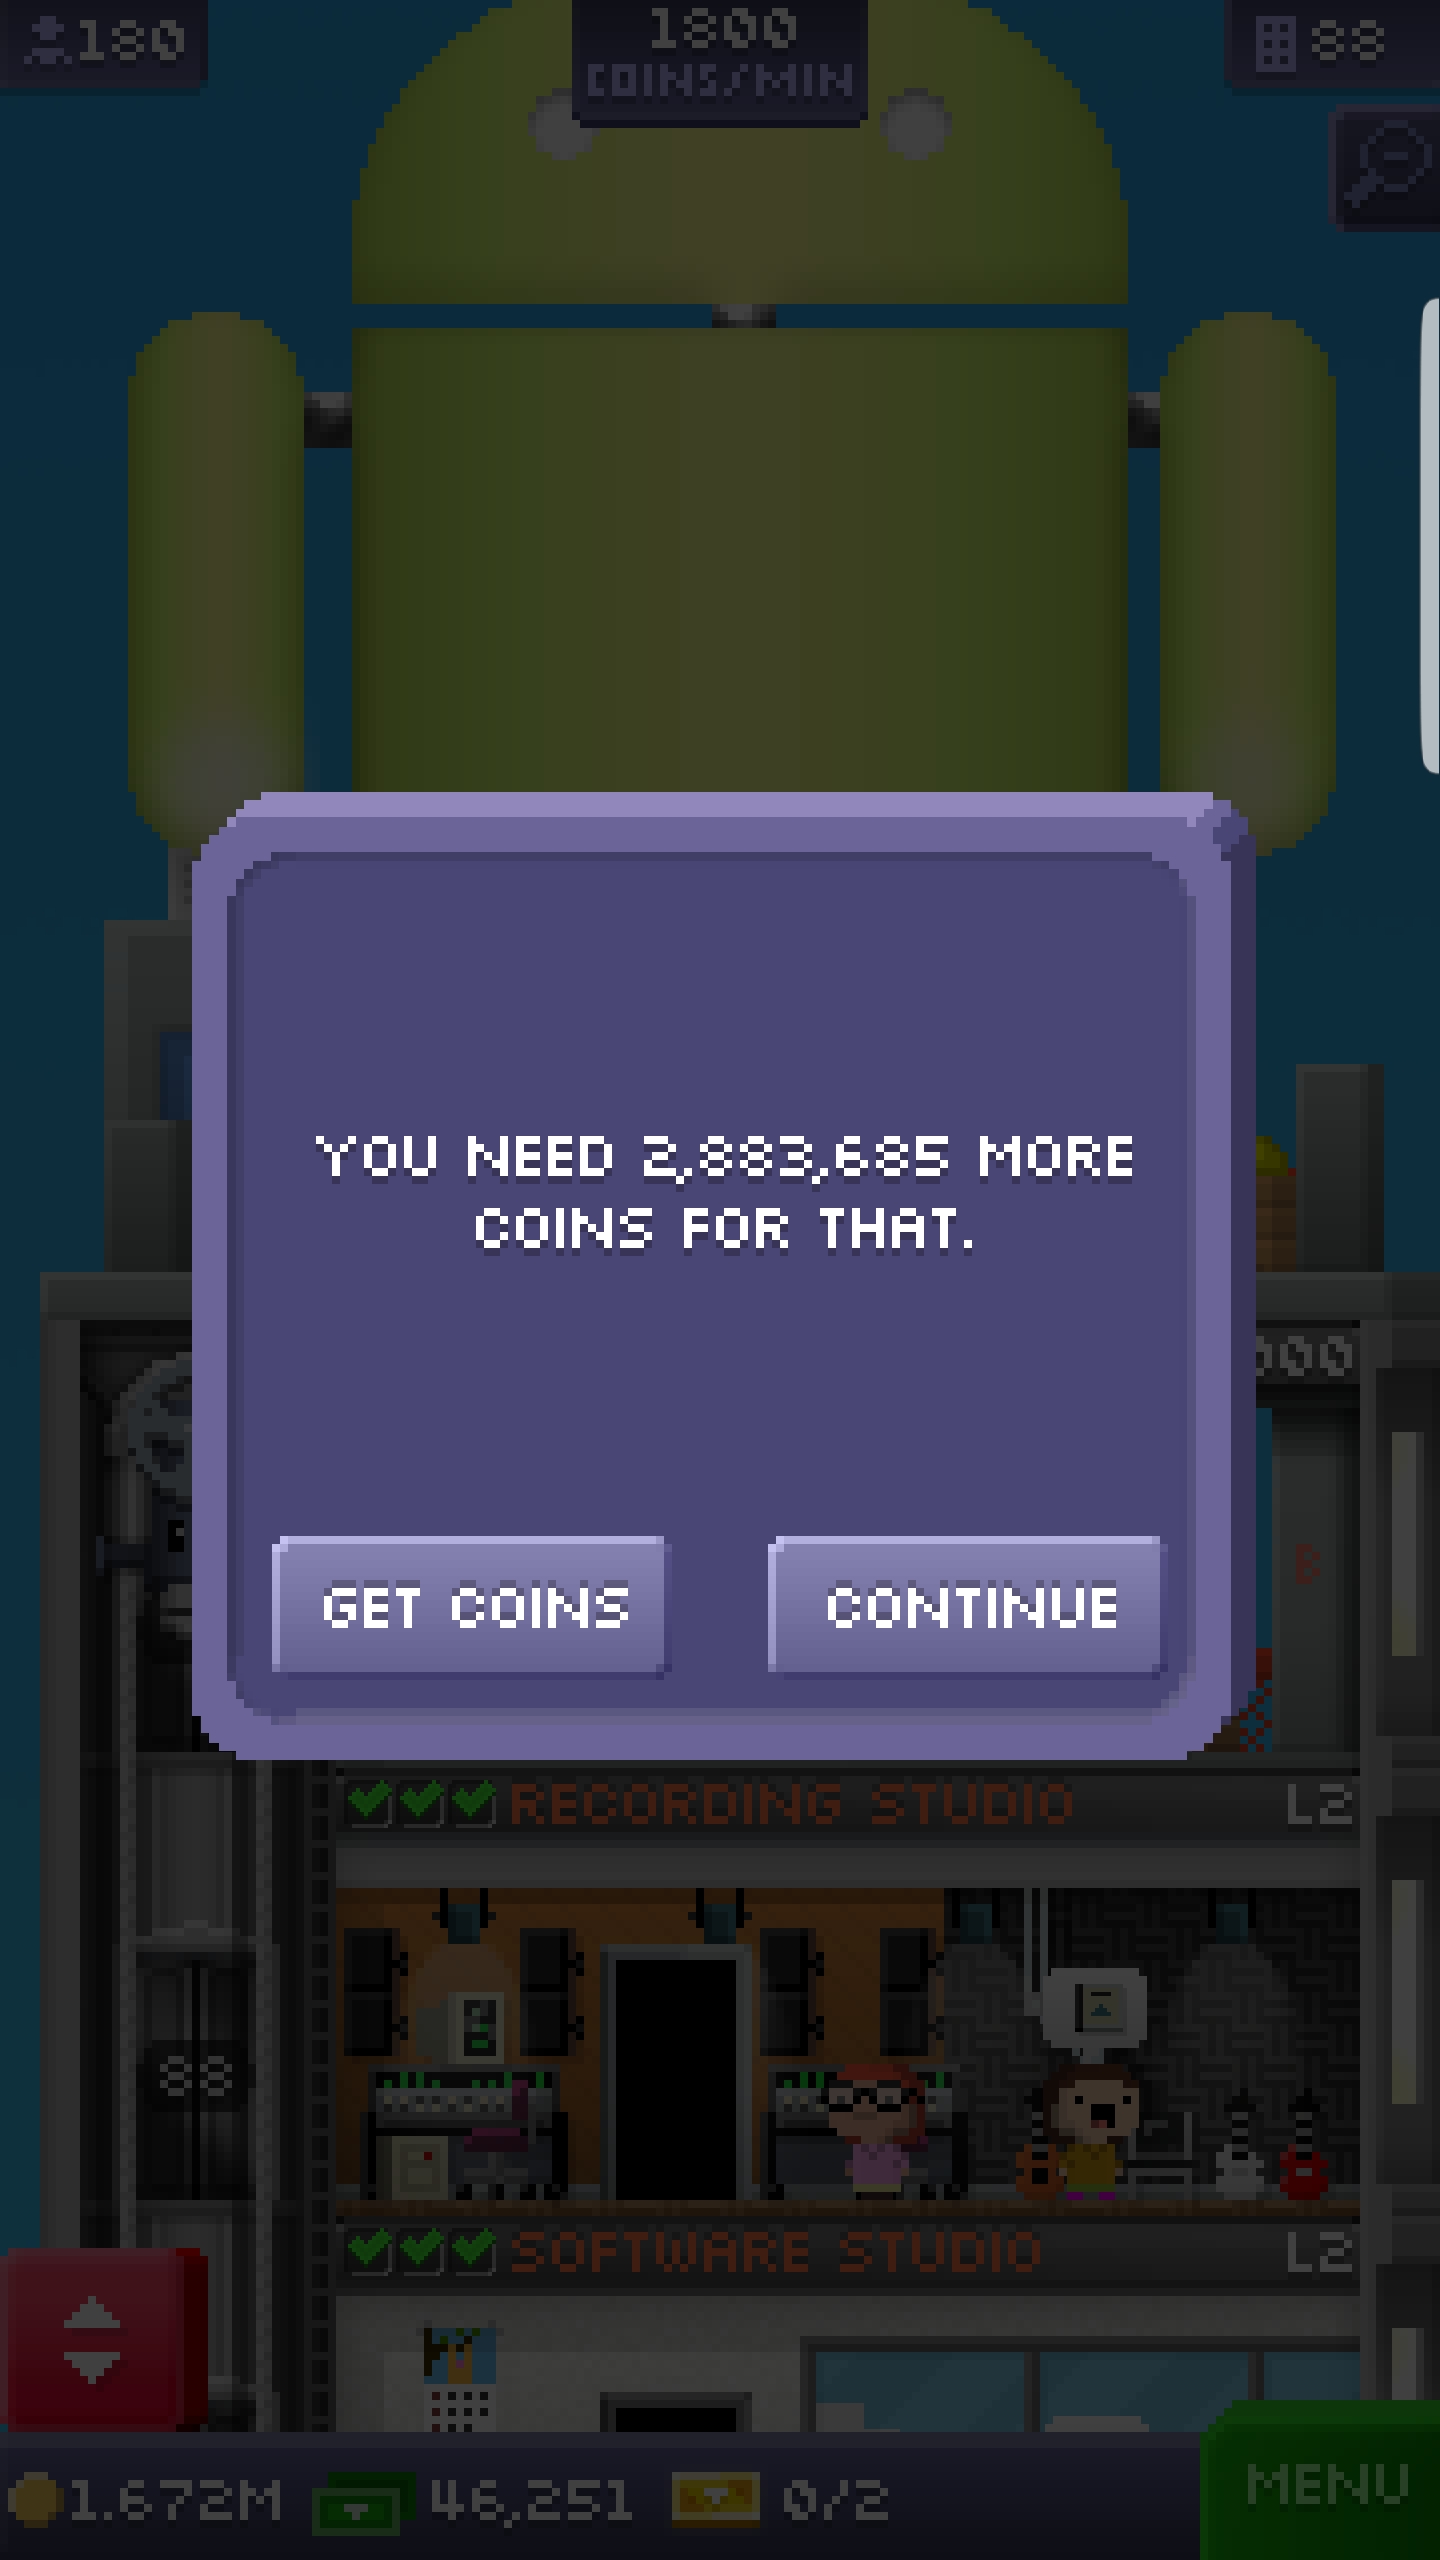 180
1800
COINS/MIN
88
YOU NEED 2,883,685 MORE
COINS FOR THAT.
000
B
GET COINS
CONTINUE
RECORDING STUDIO
L2
88
SOFTWARE STUDIO
L2
1.672M
46,251
0/2
MENU